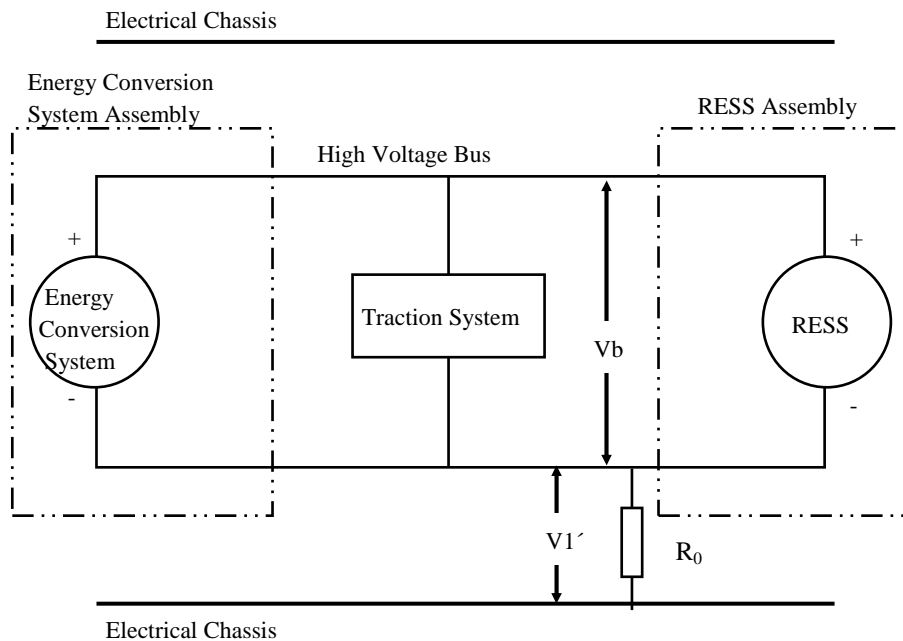 Electrical Chassis
Energy Conversion
System Assembly
RESS Assembly
High Voltage Bus
+
+
Energy
Conversion
System
Traction System
Vb
RESS
-
-
V1´
R₀
Electrical Chassis